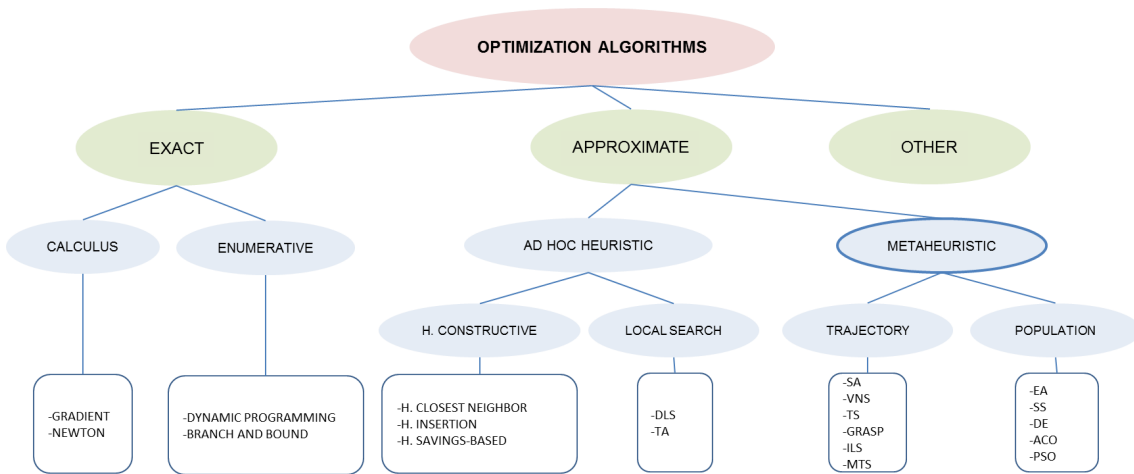 OPTIMIZATION ALGORITHMS
EXACT
APPROXIMATE
OTHER
CALCULUS
ENUMERATIVE
AD HOC HEURISTIC
METAHEURISTIC
H. CONSTRUCTIVE
LOCAL SEARCH
TRAJECTORY
POPULATION
-GRADIENT
-NEWTON
-DYNAMIC PROGRAMMING
-BRANCH AND BOUND
-H. CLOSEST NEIGHBOR
-H. INSERTION
-H. SAVINGS-BASED
-DLS
-TA
-SA
-VNS
-TS
-GRASP
-ILS
-MTS
-EA
-SS
-DE
-ACO
-PSO